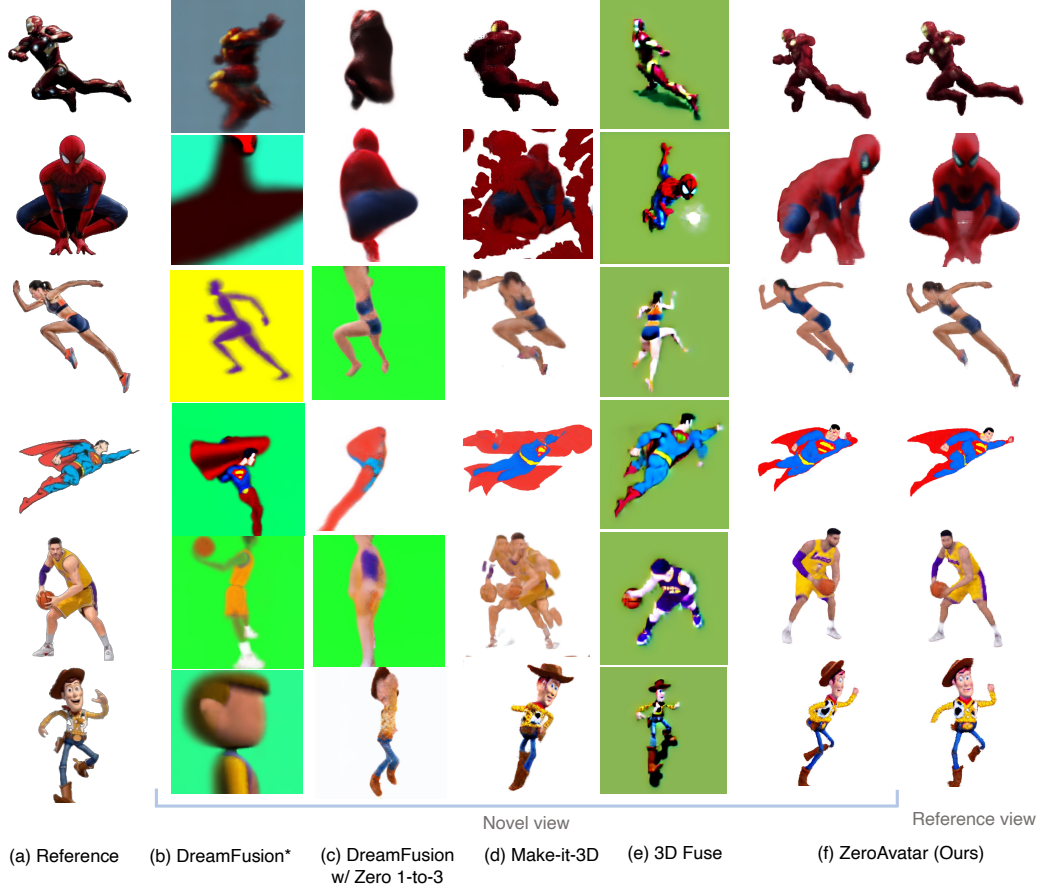 Novel view
Reference view
(a) Reference
(b) DreamFusion*
(c) DreamFusion
w/ Zero 1-to-3
(d) Make-it-3D
(e) 3D Fuse
(f) ZeroAvatar (Ours)